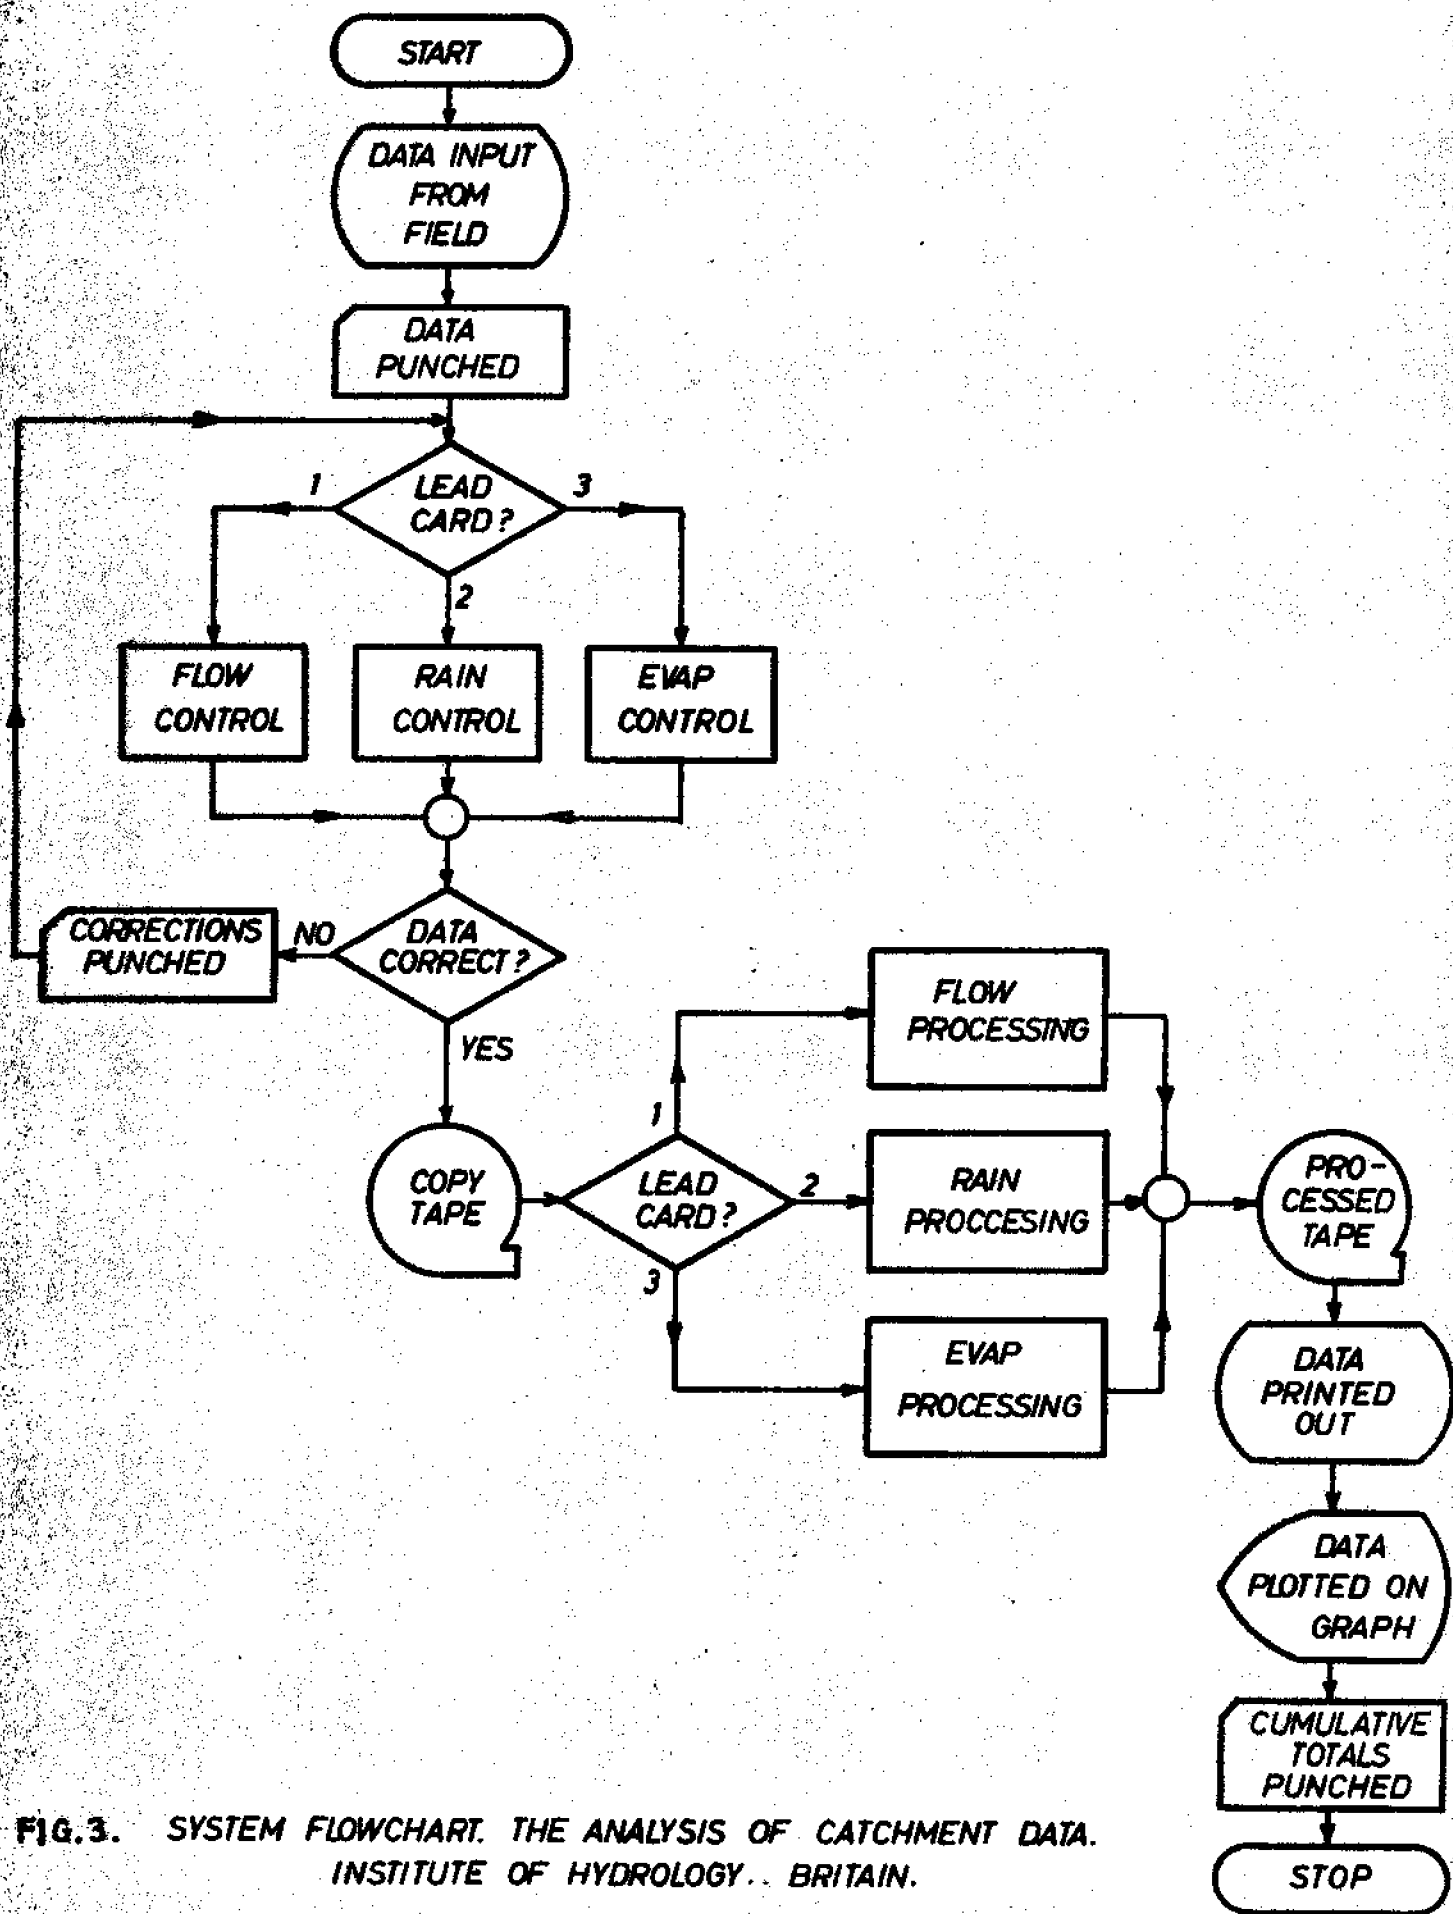 START
DATA INPUT
FROM
FIELD
DATA
PUNCHED
LEAD
CARD?
1
3
2
FLOW
CONTROL
RAIN
CONTROL
EVAP
CONTROL
CORRECTIONS
PUNCHED
NO
DATA
CORRECT?
YES
COPY
TAPE
LEAD
CARD?
1
2
3
FLOW
PROCESSING
RAIN
PROCCESING
EVAP
PROCESSING
PRO-
CESSED
TAPE
DATA
PRINTED
OUT
DATA
PLOTTED ON
GRAPH
CUMULATIVE
TOTALS
PUNCHED
STOP
FIG.3. SYSTEM FLOWCHART. THE ANALYSIS OF CATCHMENT DATA.
INSTITUTE OF HYDROLOGY.. BRITAIN.